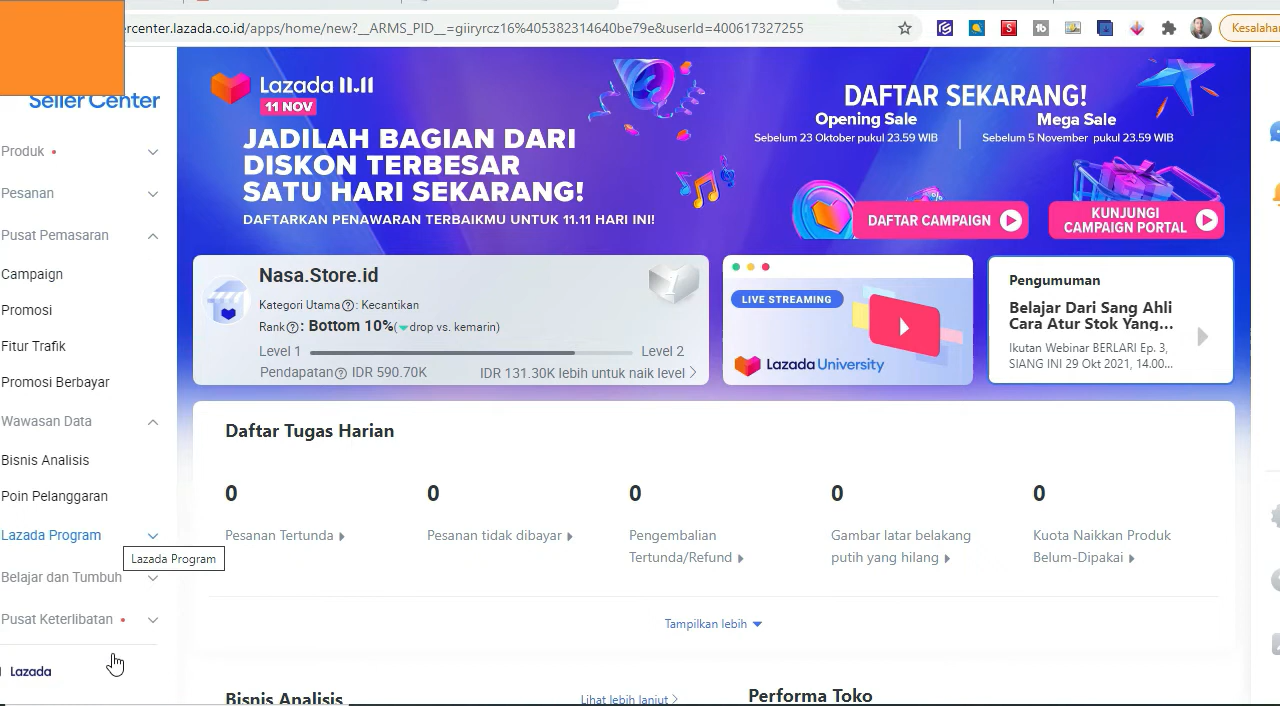 rcenter.lazada.co.id/apps/home/new?__ARMS_PID__=giiryrcz16%4058237d4640be79e&userId=400617327255
Kesalahan
Seller Center
Produk
Pesanan
Pusat Pemasaran
Campaign
Promosi
Fitur Trafik
Promosi Berbayar
Wawasan Data
Bisnis Analisis
Poin Pelanggaran
Lazada Program
Lazada Program
Belajar dan Tumbuh
Pusat Keterlibatan
Lazada
Lazada 11.11
11 NOV
JADILAH BAGIAN DARI
DISKON TERBESAR
SATU HARI SEKARANG!
DAFTARKAN PENAWARAN TERBAIKMU UNTUK 11.11 HARI INI!
DAFTAR SEKARANG!
Opening Sale
Sebelum 23 Oktober pukul 23.59 WIB
Mega Sale
Sebelum 5 November pukul 23.59 WIB
DAFTAR CAMPAIGN
KUNJUNGI
CAMPAIGN PORTAL
Nasa.Store.id
Kategori Utama?: Kecantikan
Rank?: Bottom 10%(drop vs. kemarin)
Level 1
Level 2
Pendapatan? IDR 590.70K
IDR 131.30K lebih untuk naik level >
LIVE STREAMING
Lazada University
Pengumuman
Belajar Dari Sang Ahli
Cara Atur Stok Yang...
Ikutan Webinar BERLARI Ep. 3,
SIANG INI 29 Okt 2021, 14.00...
Daftar Tugas Harian
0
Pesanan Tertunda
0
Pesanan tidak dibayar
0
Pengembalian
Tertunda/Refund
0
Gambar latar belakang
putih yang hilang
0
Kuota Naikkan Produk
Belum-Dipakai
Tampilkan lebih
Bisnis Analisis
Lihat lebih lanjut >
Performa Toko